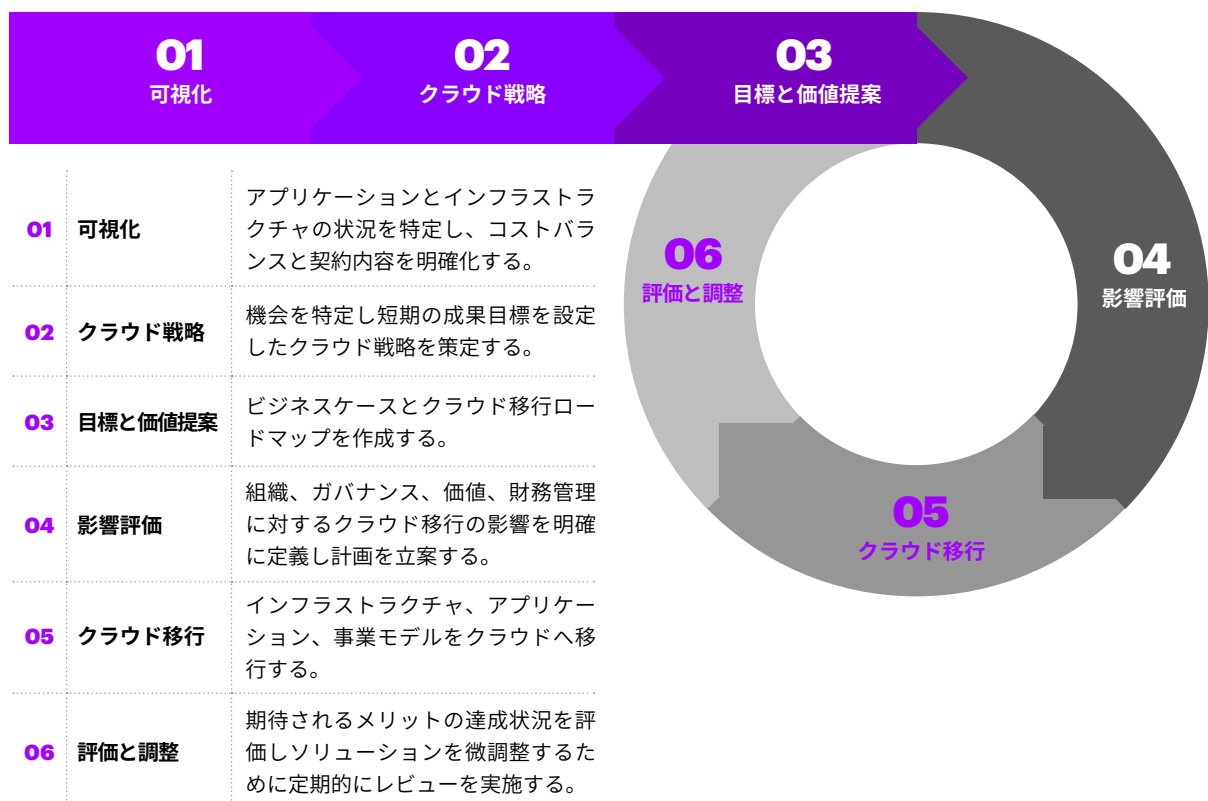 01
可視化
02
クラウド戦略
03
目標と価値提案
01
可視化
アプリケーションとインフラストラ
クチャの状況を特定し、コストバラ
ンスと契約内容を明確化する。
02
クラウド戦略
機会を特定し短期の成果目標を設定
したクラウド戦略を策定する。
03
目標と価値提案
ビジネスケースとクラウド移行ロー
ドマップを作成する。
04
影響評価
組織、ガバナンス、価値、財務管理
に対するクラウド移行の影響を明確
に定義し計画を立案する。
05
クラウド移行
インフラストラクチャ、アプリケー
ション、事業モデルをクラウドへ移
行する。
06
評価と調整
期待されるメリットの達成状況を評
価しソリューションを微調整するた
めに定期的にレビューを実施する。
04
影響評価
05
クラウド移行
06
評価と調整